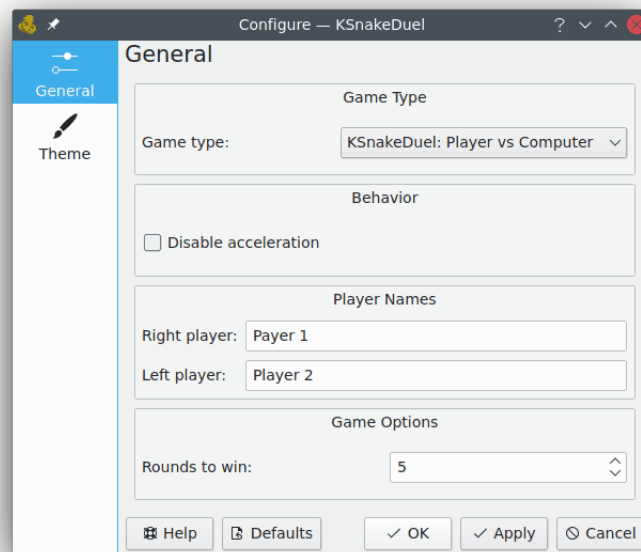 Configure — KSnakeDuel
General
Theme
General
Game Type
Game type: KSnakeDuel: Player vs Computer
Behavior
Disable acceleration
Player Names
Right player: Payer 1
Left player: Player 2
Game Options
Rounds to win: 5
Help Defaults OK Apply Cancel